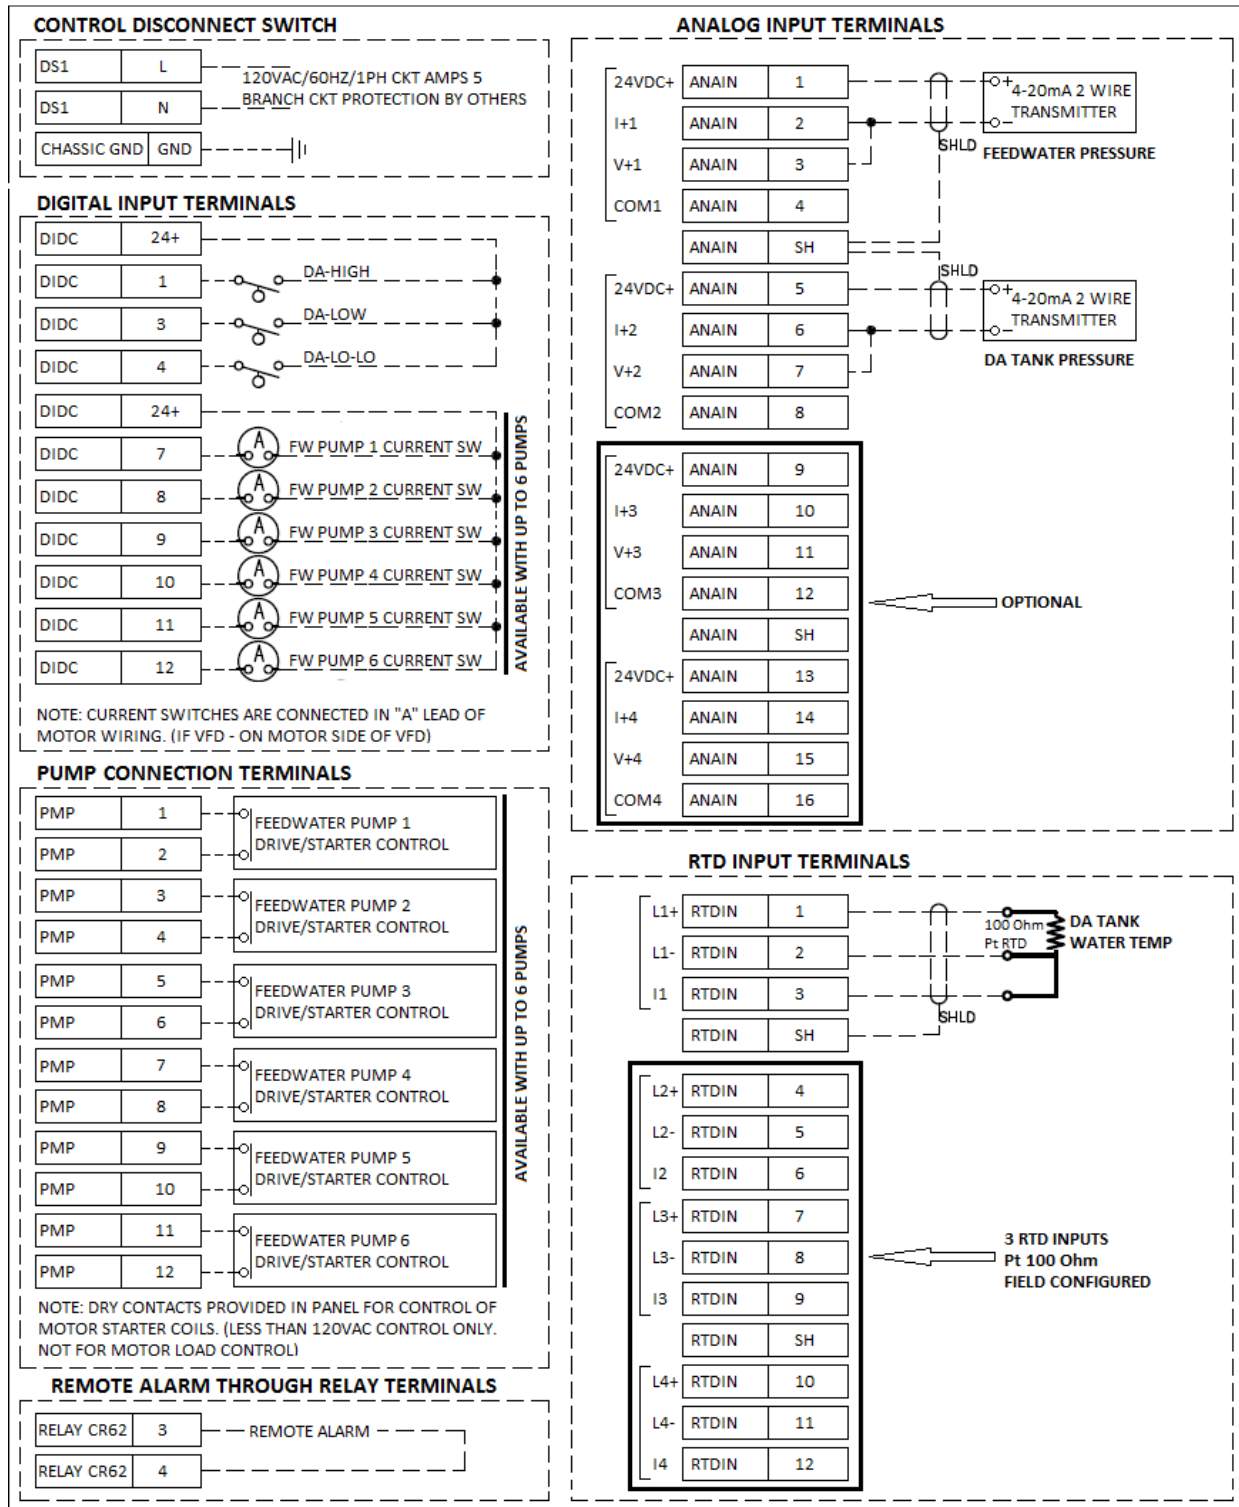 CONTROL DISCONNECT SWITCH
DS1 L
120VAC/60HZ/1PH CKT AMPS 5
DS1 N
BRANCH CKT PROTECTION BY OTHERS
CHASSIC GND GND
DIGITAL INPUT TERMINALS
DIDC 24+
DIDC 1 DA-HIGH
DIDC 3 DA-LOW
DIDC 4 DA-LO-LO
DIDC 24+
DIDC 7 A FW PUMP 1 CURRENT SW
DIDC 8 A FW PUMP 2 CURRENT SW
DIDC 9 A FW PUMP 3 CURRENT SW
DIDC 10 A FW PUMP 4 CURRENT SW
DIDC 11 A FW PUMP 5 CURRENT SW
DIDC 12 A FW PUMP 6 CURRENT SW
AVAILABLE WITH UP TO 6 PUMPS
NOTE: CURRENT SWITCHES ARE CONNECTED IN "A" LEAD OF
MOTOR WIRING. (IF VFD - ON MOTOR SIDE OF VFD)
PUMP CONNECTION TERMINALS
PMP 1
FEEDWATER PUMP 1
DRIVE/STARTER CONTROL
PMP 2
PMP 3
FEEDWATER PUMP 2
DRIVE/STARTER CONTROL
PMP 4
PMP 5
FEEDWATER PUMP 3
DRIVE/STARTER CONTROL
PMP 6
PMP 7
FEEDWATER PUMP 4
DRIVE/STARTER CONTROL
PMP 8
PMP 9
FEEDWATER PUMP 5
DRIVE/STARTER CONTROL
PMP 10
PMP 11
FEEDWATER PUMP 6
DRIVE/STARTER CONTROL
PMP 12
AVAILABLE WITH UP TO 6 PUMPS
NOTE: DRY CONTACTS PROVIDED IN PANEL FOR CONTROL OF
MOTOR STARTER COILS. (LESS THAN 120VAC CONTROL ONLY.
NOT FOR MOTOR LOAD CONTROL)
REMOTE ALARM THROUGH RELAY TERMINALS
RELAY CR62 3 REMOTE ALARM
RELAY CR62 4
ANALOG INPUT TERMINALS
24VDC+ ANAIN 1
+
4-20mA 2 WIRE
TRANSMITTER
I+1 ANAIN 2
-
SHLD
FEEDWATER PRESSURE
V+1 ANAIN 3
COM1 ANAIN 4
ANAIN SH
SHLD
24VDC+ ANAIN 5
+
4-20mA 2 WIRE
TRANSMITTER
I+2 ANAIN 6
-
DA TANK PRESSURE
V+2 ANAIN 7
COM2 ANAIN 8
24VDC+ ANAIN 9
I+3 ANAIN 10
V+3 ANAIN 11
COM3 ANAIN 12
OPTIONAL
ANAIN SH
24VDC+ ANAIN 13
I+4 ANAIN 14
V+4 ANAIN 15
COM4 ANAIN 16
RTD INPUT TERMINALS
L1+ RTDIN 1
100 Ohm
Pt RTD
DA TANK
WATER TEMP
L1- RTDIN 2
I1 RTDIN 3
SHLD
RTDIN SH
L2+ RTDIN 4
L2- RTDIN 5
I2 RTDIN 6
L3+ RTDIN 7
L3- RTDIN 8
3 RTD INPUTS
Pt 100 Ohm
FIELD CONFIGURED
I3 RTDIN 9
RTDIN SH
L4+ RTDIN 10
L4- RTDIN 11
I4 RTDIN 12